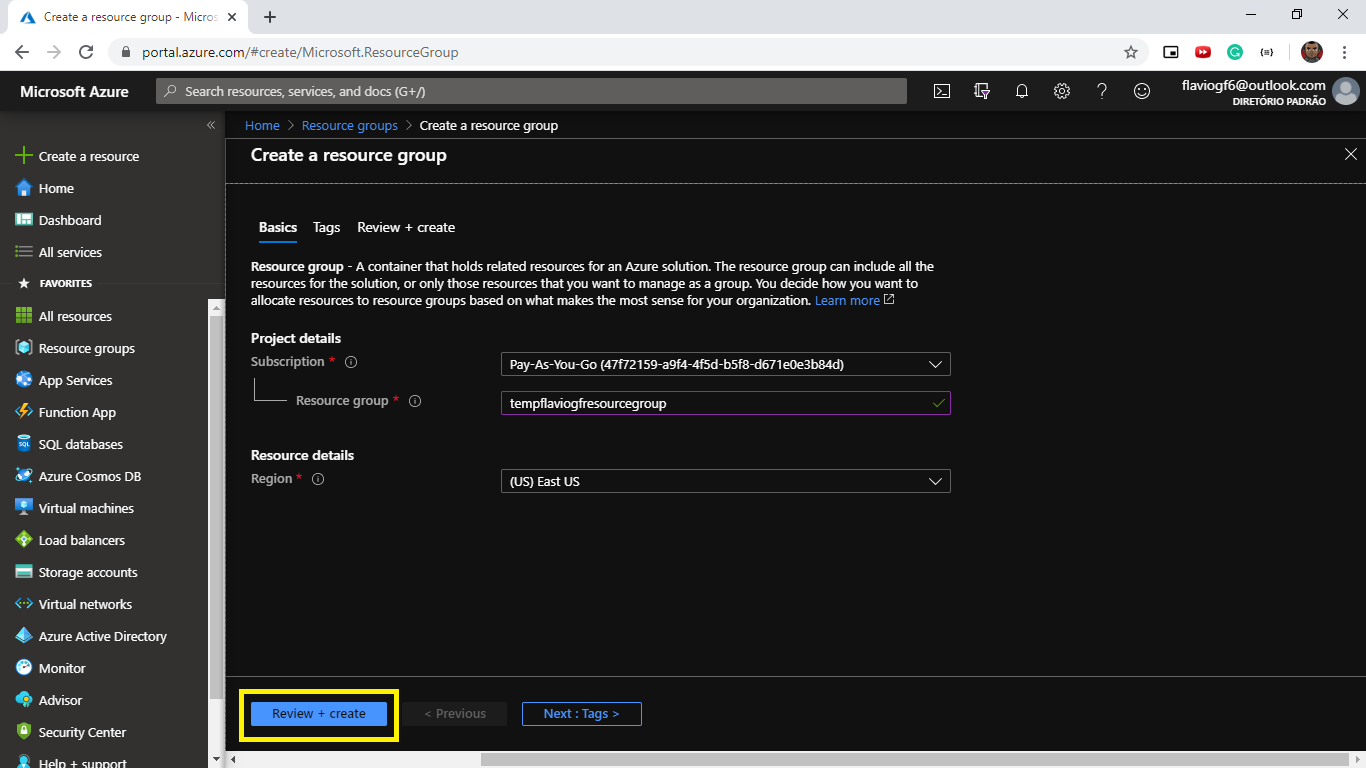 Create a resource group - Micros
portal.azure.com/#create/Microsoft.ResourceGroup
Microsoft Azure
Search resources, services, and docs (G+/)
flaviogf6@outlook.com
DIRETÓRIO PADRÃO
Home > Resource groups > Create a resource group
Create a resource group
Create a resource
Home
Dashboard
All services
FAVORITES
All resources
Resource groups
App Services
Function App
SQL databases
Azure Cosmos DB
Virtual machines
Load balancers
Storage accounts
Virtual networks
Azure Active Directory
Monitor
Advisor
Security Center
Help + support
Basics Tags Review + create
Resource group - A container that holds related resources for an Azure solution. The resource group can include all the
resources for the solution, or only those resources that you want to manage as a group. You decide how you want to
allocate resources to resource groups based on what makes the most sense for your organization. Learn more
Project details
Subscription * Pay-As-You-Go (47f72159-a9f4-4f5d-b5f8-d671e0e3b84d)
Resource group * tempflaviogfresourcegroup
Resource details
Region * (US) East US
Review + create < Previous Next : Tags >